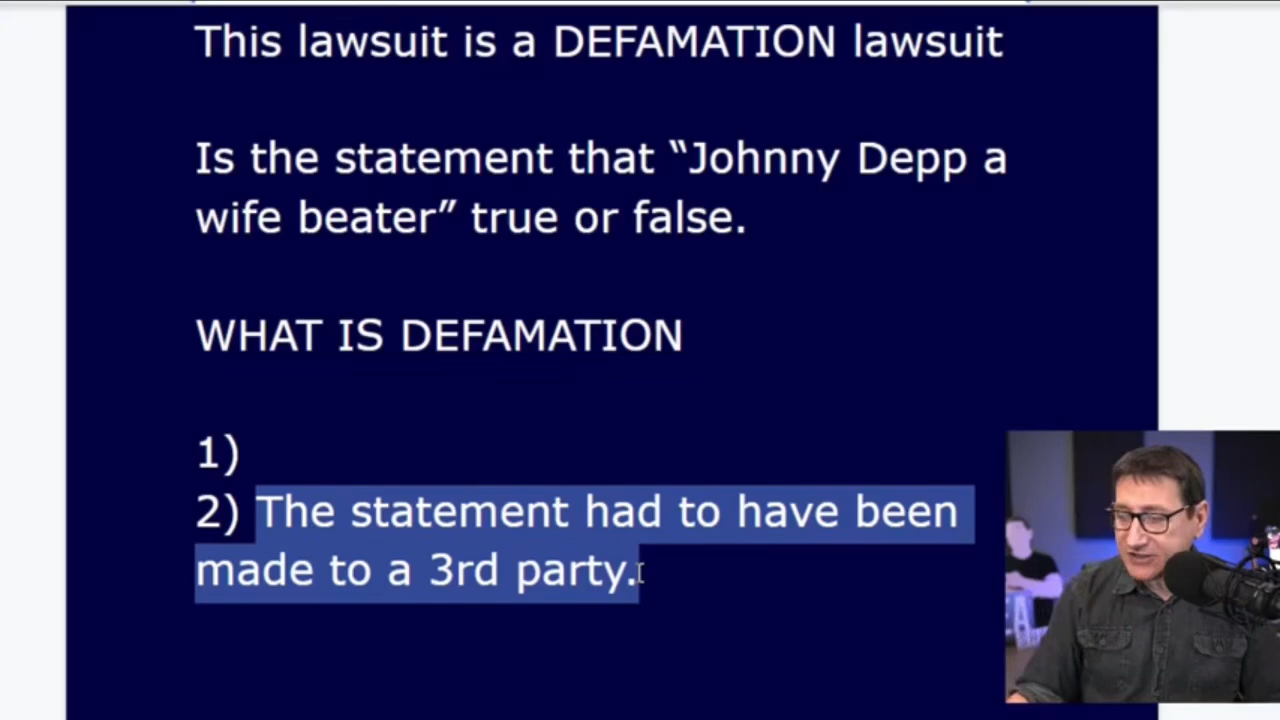 This lawsuit is a DEFAMATION lawsuit
Is the statement that “Johnny Depp a
wife beater” true or false.
WHAT IS DEFAMATION
1)
2) The statement had to have been
made to a 3rd party.